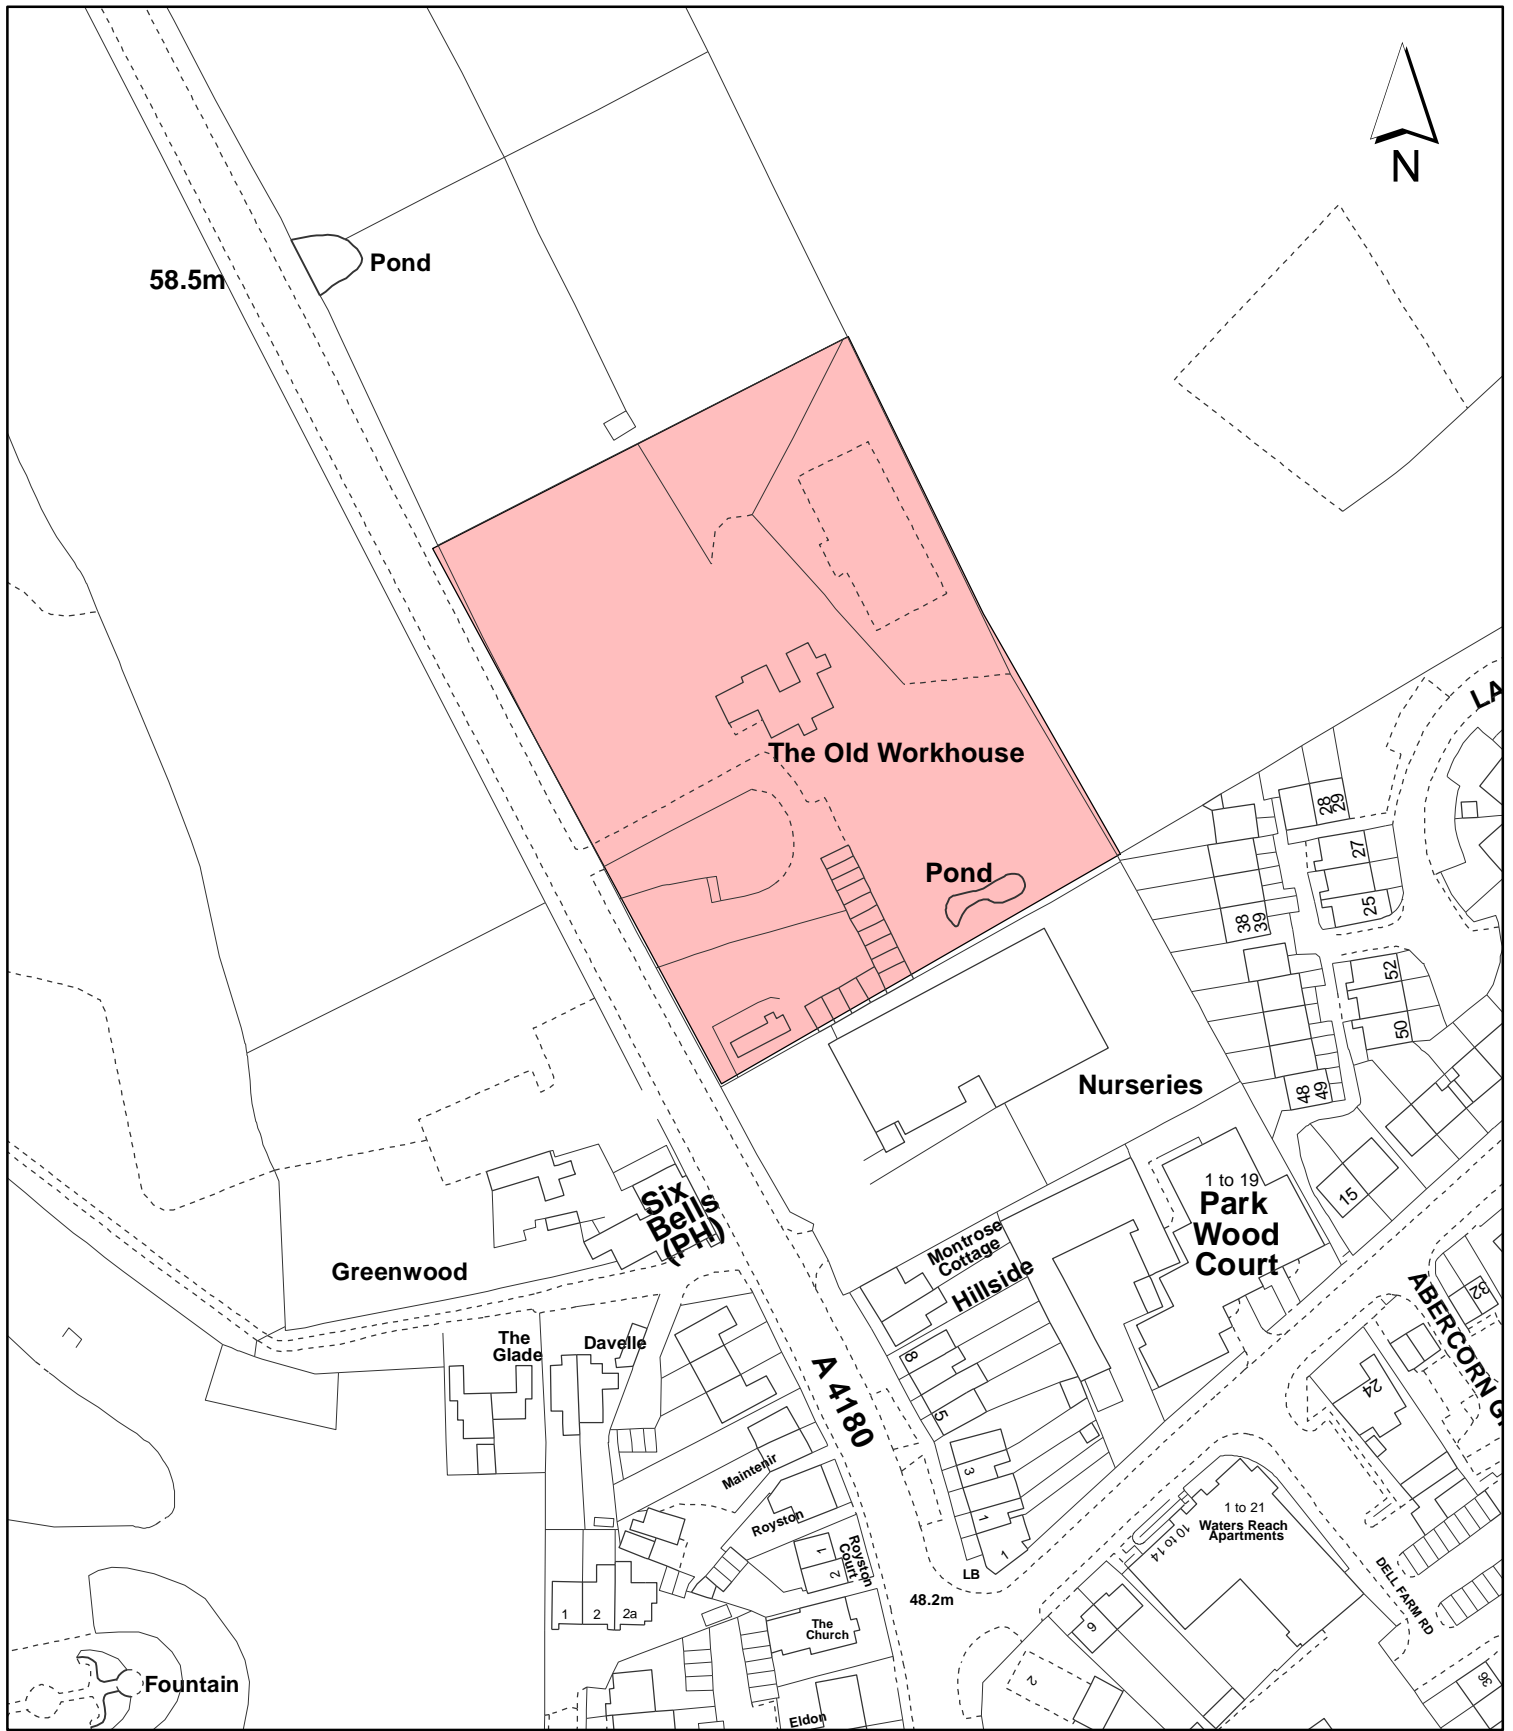 N
Pond
58.5m
LA
The Old Workhouse
28
29
27
Pond
25
38
39
52
50
Nurseries
48
49
1 to 19
Park
Wood
Court
15
Six
Bells
(PH)
Montrose
Cottage
Hillside
Greenwood
ABERCORN G
32
The
Glade
Davelle
8
A 4180
24
5
Maintenir
3
1
1
Royston
1 to 21
Waters Reach
Apartments
10 to 14
Royston
Court
1
2
LB
48.2m
DELL FARM RD
1
2
2a
The
Church
9
2
36
Fountain
Eldon